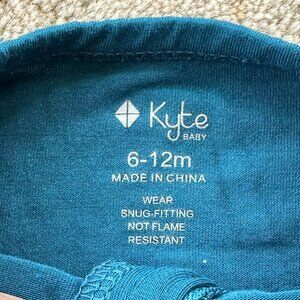 Kyte
BABY
6-12m
MADE IN CHINA
WEAR
SNUG-FITTING
NOT FLAME
RESISTANT